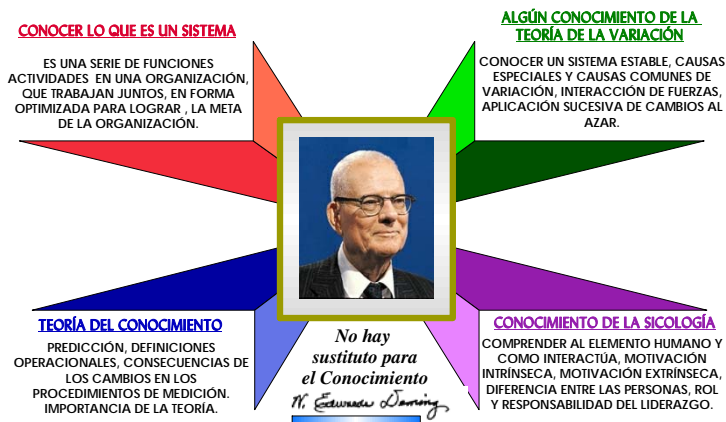 CONOCER LO QUE ES UN SISTEMA
ES UNA SERIE DE FUNCIONES
ACTIVIDADES EN UNA ORGANIZACIÓN,
QUE TRABAJAN JUNTOS, EN FORMA
OPTIMIZADA PARA LOGRAR , LA META
DE LA ORGANIZACIÓN.
ALGÚN CONOCIMIENTO DE LA
TEORÍA DE LA VARIACIÓN
CONOCER UN SISTEMA ESTABLE, CAUSAS
ESPECIALES Y CAUSAS COMUNES DE
VARIACIÓN, INTERACCIÓN DE FUERZAS,
APLICACIÓN SUCESIVA DE CAMBIOS AL
AZAR.
TEORÍA DEL CONOCIMIENTO
PREDICCIÓN, DEFINICIONES
OPERACIONALES, CONSECUENCIAS DE
LOS CAMBIOS EN LOS
PROCEDIMIENTOS DE MEDICIÓN.
IMPORTANCIA DE LA TEORÍA.
No hay
sustituto para
el Conocimiento
W. Edwards Deming
CONOCIMIENTO DE LA SICOLOGÍA
COMPRENDER AL ELEMENTO HUMANO Y
COMO INTERACTÚA, MOTIVACIÓN
INTRÍNSECA, MOTIVACIÓN EXTRÍNSECA,
DIFERENCIA ENTRE LAS PERSONAS, ROL
Y RESPONSABILIDAD DEL LIDERAZGO.